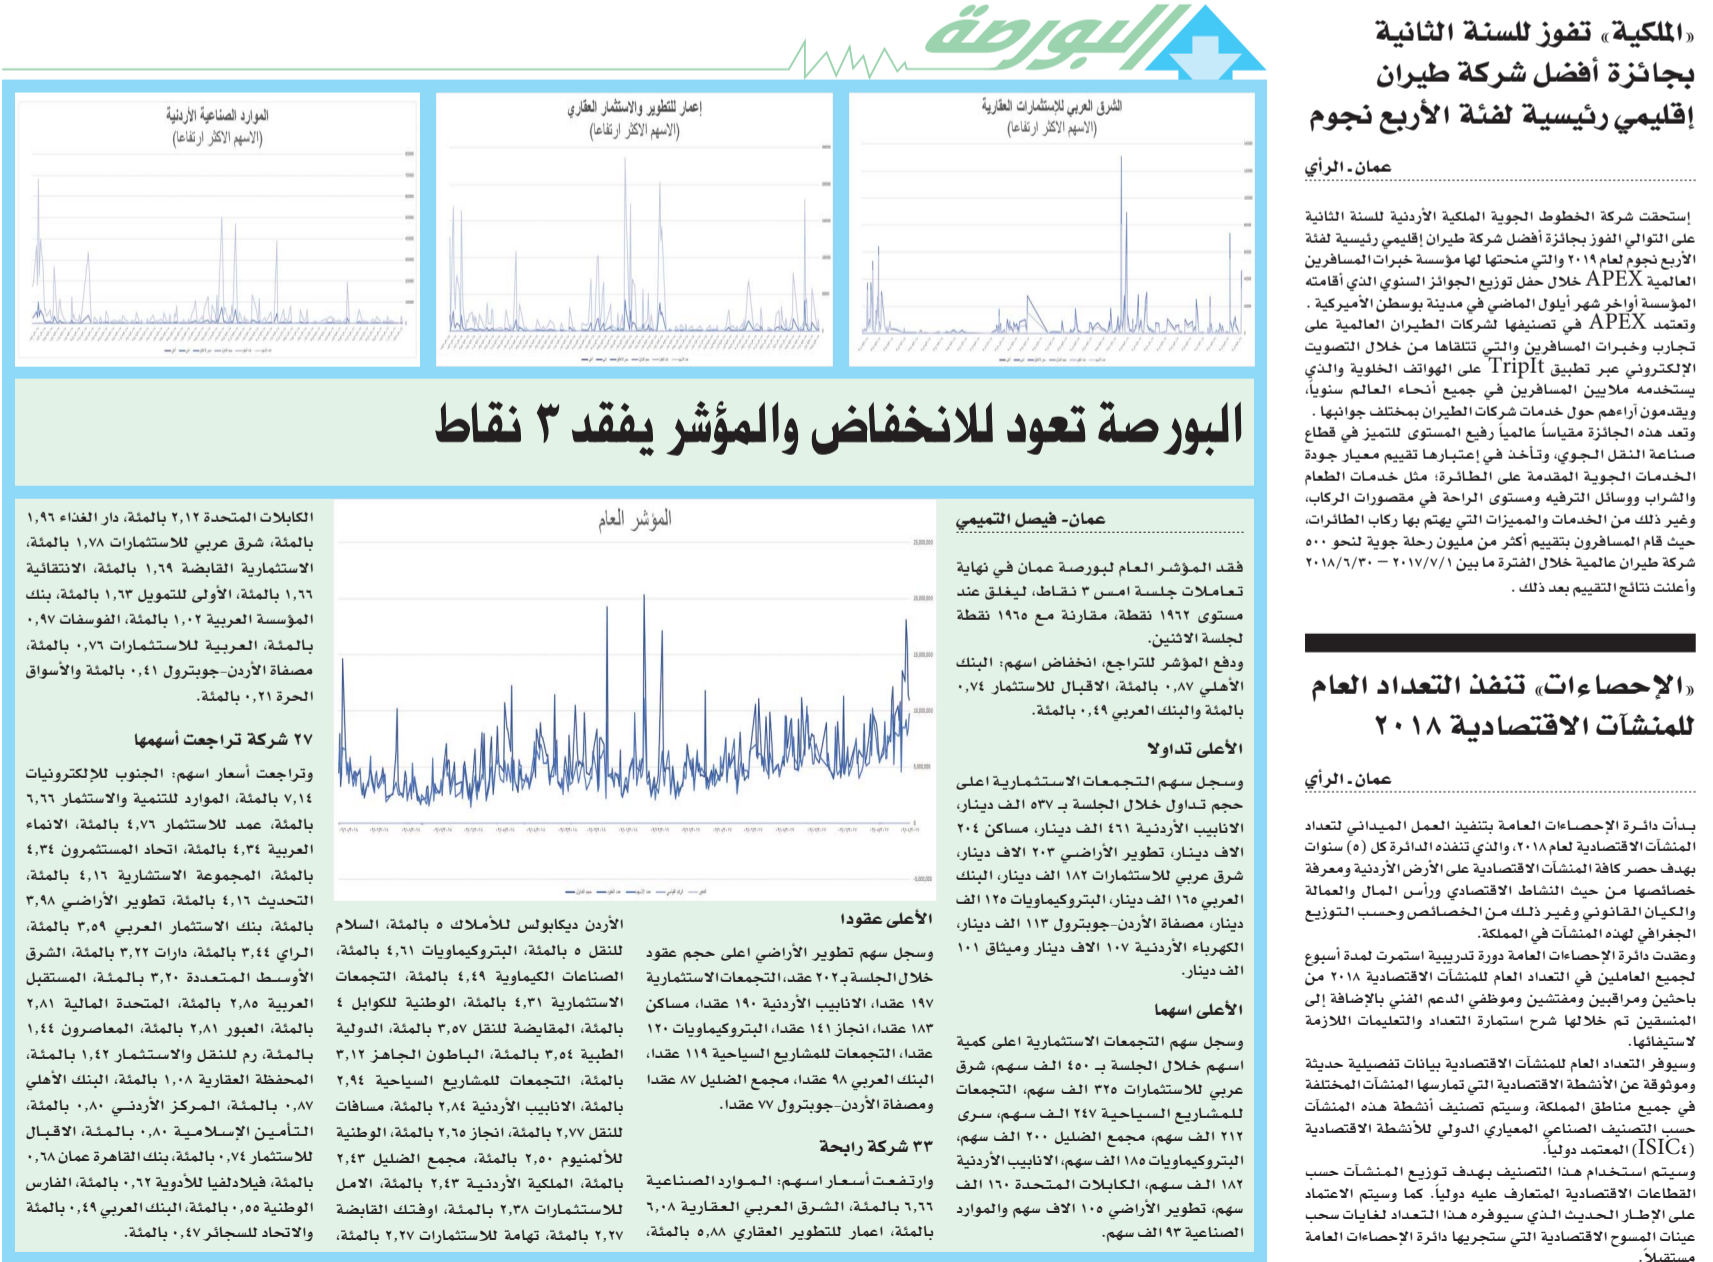 البورصة
الشرق العربي للإستثمارات العقارية
(الاسهم الاكثر ارتفاعا)
إعمار للتطوير والاستثمار العقاري
(الاسهم الاكثر ارتفاعا)
الموارد الصناعية الأردنية
(الاسهم الاكثر ارتفاعا)
البورصة تعود للانخفاض والمؤشر يفقد ٣ نقاط
عمان- فيصل التميمي
فقد المؤشر العام لبورصة عمان في نهاية
تعاملات جلسة امس ٣ نقاط، ليغلق عند
مستوى ١٩٦٢ نقطة، مقارنة مع ١٩٦٥ نقطة
لجلسة الاثنين.
ودفع المؤشر للتراجع، انخفاض اسهم: البنك
الأهلي ٠,٨٧ بالمئة، الاقبال للاستثمار ٠,٧٤
بالمئة والبنك العربي ٠,٤٩ بالمئة.
الأعلى تداولا
وسجل سهم التجمعات الاستثمارية اعلى
حجم تداول خلال الجلسة بـ ٥٣٧ الف دينار،
الانابيب الأردنية ٤٦١ الف دينار، مساكن ٢٠٤
الاف دينار، تطوير الأراضي ٢٠٣ الاف دينار،
شرق عربي للاستثمارات ١٨٢ الف دينار، البنك
العربي ١٦٥ الف دينار، البتروكيماويات ١٢٥ الف
دينار، مصفاة الأردن-جوبترول ١١٣ الف دينار،
الكهرباء الأردنية ١٠٧ الاف دينار وميثاق ١٠١
الف دينار.
الأعلى اسهما
وسجل سهم التجمعات الاستثمارية اعلى كمية
اسهم خلال الجلسة بـ ٤٥٠ الف سهم، شرق
عربي للاستثمارات ٣٢٥ الف سهم، التجمعات
للمشاريع السياحية ٢٤٧ الف سهم، سرى
٢١٢ الف سهم، مجمع الضليل ٢٠٠ الف سهم،
البتروكيماويات ١٨٥ الف سهم، الانابيب الأردنية
١٨٢ الف سهم، الكابلات المتحدة ١٦٠ الف
سهم، تطوير الأراضي ١٠٥ الاف سهم والموارد
الصناعية ٩٣ الف سهم.
المؤشر العام
الأعلى عقودا
وسجل سهم تطوير الأراضي اعلى حجم عقود
خلال الجلسة بـ ٢٠٢ عقد، التجمعات الاستثمارية
١٩٧ عقدا، الانابيب الأردنية ١٩٠ عقدا، مساكن
١٨٣ عقدا، انجاز ١٤١ عقدا، البتروكيماويات ١٢٠
عقدا، التجمعات للمشاريع السياحية ١١٩ عقدا،
البنك العربي ٩٨ عقدا، مجمع الضليل ٨٧ عقدا
ومصفاة الأردن-جوبترول ٧٧ عقدا.
٣٣ شركة رابحة
وارتفعت أسعار اسهم: الموارد الصناعية
٦,٦٦ بالمئة، الشرق العربي العقارية ٦,٠٨
بالمئة، اعمار للتطوير العقاري ٥,٨٨ بالمئة،
الأردن ديكابولس للأملاك ٥ بالمئة، السلام
للنقل ٥ بالمئة، البتروكيماويات ٤,٦١ بالمئة،
الصناعات الكيماوية ٤,٤٩ بالمئة، التجمعات
الاستثمارية ٤,٣١ بالمئة، الوطنية للكوابل ٤
بالمئة، المقايضة للنقل ٣,٥٧ بالمئة، الدولية
الطبية ٣,٥٤ بالمئة، الباطون الجاهز ٣,١٢
بالمئة، التجمعات للمشاريع السياحية ٢,٩٤
بالمئة، الانابيب الأردنية ٢,٨٤ بالمئة، مسافات
للنقل ٢,٧٧ بالمئة، انجاز ٢,٦٥ بالمئة، الوطنية
للألمنيوم ٢,٥٠ بالمئة، مجمع الضليل ٢,٤٣
بالمئة، الملكية الأردنية ٢,٤٣ بالمئة، الامل
للاستثمارات ٢,٣٨ بالمئة، اوفتك القابضة
٢,٢٧ بالمئة، تهامة للاستثمارات ٢,٢٧ بالمئة،
الكابلات المتحدة ٢,١٢ بالمئة، دار الغذاء ١,٩٦
بالمئة، شرق عربي للاستثمارات ١,٧٨ بالمئة،
الاستثمارية القابضة ١,٦٩ بالمئة، الانتقائية
١,٦٦ بالمئة، الأولى للتمويل ١,٦٣ بالمئة، بنك
المؤسسة العربية ١,٠٢ بالمئة، الفوسفات ٠,٩٧
بالمئة، العربية للاستثمارات ٠,٧٦ بالمئة،
مصفاة الأردن-جوبترول ٠,٤١ بالمئة والأسواق
الحرة ٠,٢١ بالمئة.
٢٧ شركة تراجعت أسهمها
وتراجعت أسعار اسهم: الجنوب للإلكترونيات
٧,١٤ بالمئة، الموارد للتنمية والاستثمار ٦,٦٦
بالمئة، عمد للاستثمار ٤,٧٦ بالمئة، الانماء
العربية ٤,٣٤ بالمئة، اتحاد المستثمرون ٤,٣٤
بالمئة، المجموعة الاستشارية ٤,١٦ بالمئة،
التحديث ٤,١٦ بالمئة، تطوير الأراضي ٣,٩٨
بالمئة، بنك الاستثمار العربي ٣,٥٩ بالمئة،
الراي ٣,٤٤ بالمئة، دارات ٣,٢٢ بالمئة، الشرق
الأوسط المتعددة ٣,٢٠ بالمئة، المستقبل
العربية ٢,٨٥ بالمئة، المتحدة المالية ٢,٨١
بالمئة، العبور ٢,٨١ بالمئة، المعاصرون ١,٤٤
بالمئة، رم للنقل والاستثمار ١,٤٢ بالمئة،
المحفظة العقارية ١,٠٨ بالمئة، البنك الأهلي
٠,٨٧ بالمئة، المركز الأردني ٠,٨٠ بالمئة،
التأمين الإسلامية ٠,٨٠ بالمئة، الاقبال
للاستثمار ٠,٧٤ بالمئة، بنك القاهرة عمان ٠,٦٨
بالمئة، فيلادلفيا للأدوية ٠,٦٢ بالمئة، الفارس
الوطنية ٠,٥٥ بالمئة، البنك العربي ٠,٤٩ بالمئة
والاتحاد للسجائر ٠,٤٧ بالمئة.
«الملكية» تفوز للسنة الثانية
بجائزة أفضل شركة طيران
إقليمي رئيسية لفئة الأربع نجوم
عمان ـ الرأي
إستحقت شركة الخطوط الجوية الملكية الأردنية للسنة الثانية
على التوالي الفوز بجائزة أفضل شركة طيران إقليمي رئيسية لفئة
الأربع نجوم لعام ٢٠١٩ والتي منحتها لها مؤسسة خبرات المسافرين
العالمية APEX خلال حفل توزيع الجوائز السنوي الذي أقامته
المؤسسة أواخر شهر أيلول الماضي في مدينة بوسطن الأميركية .
وتعتمد APEX في تصنيفها لشركات الطيران العالمية على
تجارب وخبرات المسافرين والتي تتلقاها من خلال التصويت
الإلكتروني عبر تطبيق TripIt على الهواتف الخلوية والذي
يستخدمه ملايين المسافرين في جميع أنحاء العالم سنوياً،
ويقدمون آراءهم حول خدمات شركات الطيران بمختلف جوانبها .
وتعد هذه الجائزة مقياساً عالمياً رفيع المستوى للتميز في قطاع
صناعة النقل الجوي، وتأخذ في إعتبارها تقييم معيار جودة
الخدمات الجوية المقدمة على الطائرة؛ مثل خدمات الطعام
والشراب ووسائل الترفيه ومستوى الراحة في مقصورات الركاب،
وغير ذلك من الخدمات والمميزات التي يهتم بها ركاب الطائرات،
حيث قام المسافرون بتقييم أكثر من مليون رحلة جوية لنحو ٥٠٠
شركة طيران عالمية خلال الفترة ما بين ٢٠١٧/٧/١ – ٢٠١٨/٦/٣٠
وأعلنت نتائج التقييم بعد ذلك .
«الإحصاءات» تنفذ التعداد العام
للمنشآت الاقتصادية ٢٠١٨
عمان ـ الرأي
بدأت دائرة الإحصاءات العامة بتنفيذ العمل الميداني لتعداد
المنشآت الاقتصادية لعام ٢٠١٨، والذي تنفذه الدائرة كل (٥) سنوات
بهدف حصر كافة المنشآت الاقتصادية على الأرض الأردنية ومعرفة
خصائصها من حيث النشاط الاقتصادي ورأس المال والعمالة
والكيان القانوني وغير ذلك من الخصائص وحسب التوزيع
الجغرافي لهذه المنشآت في المملكة.
وعقدت دائرة الإحصاءات العامة دورة تدريبية استمرت لمدة أسبوع
لجميع العاملين في التعداد العام للمنشآت الاقتصادية ٢٠١٨ من
باحثين ومراقبين ومفتشين وموظفي الدعم الفني بالإضافة إلى
المنسقين تم خلالها شرح استمارة التعداد والتعليمات اللازمة
لاستيفائها.
وسيوفر التعداد العام للمنشآت الاقتصادية بيانات تفصيلية حديثة
وموثوقة عن الأنشطة الاقتصادية التي تمارسها المنشآت المختلفة
في جميع مناطق المملكة، وسيتم تصنيف أنشطة هذه المنشآت
حسب التصنيف الصناعي المعياري الدولي للأنشطة الاقتصادية
(ISIC٤) المعتمد دولياً.
وسيتم استخدام هذا التصنيف بهدف توزيع المنشآت حسب
القطاعات الاقتصادية المتعارف عليه دولياً. كما وسيتم الاعتماد
على الإطار الحديث الذي سيوفره هذا التعداد لغايات سحب
عينات المسوح الاقتصادية التي ستجريها دائرة الإحصاءات العامة
مستقبلاً.